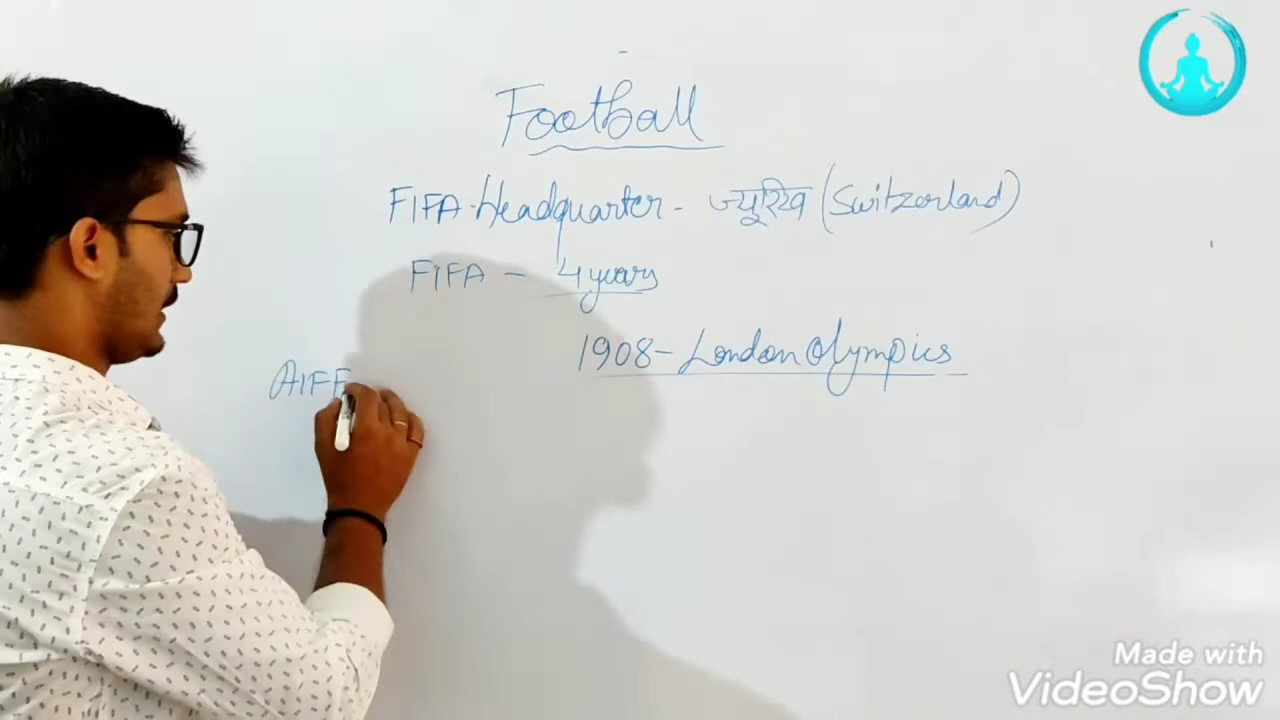 Football
FIFA-Headquarter - ज्यूरिख (Switzerland)
FIFA - 4 years
1908-London Olympics
AIFF
Made with
VideoShow